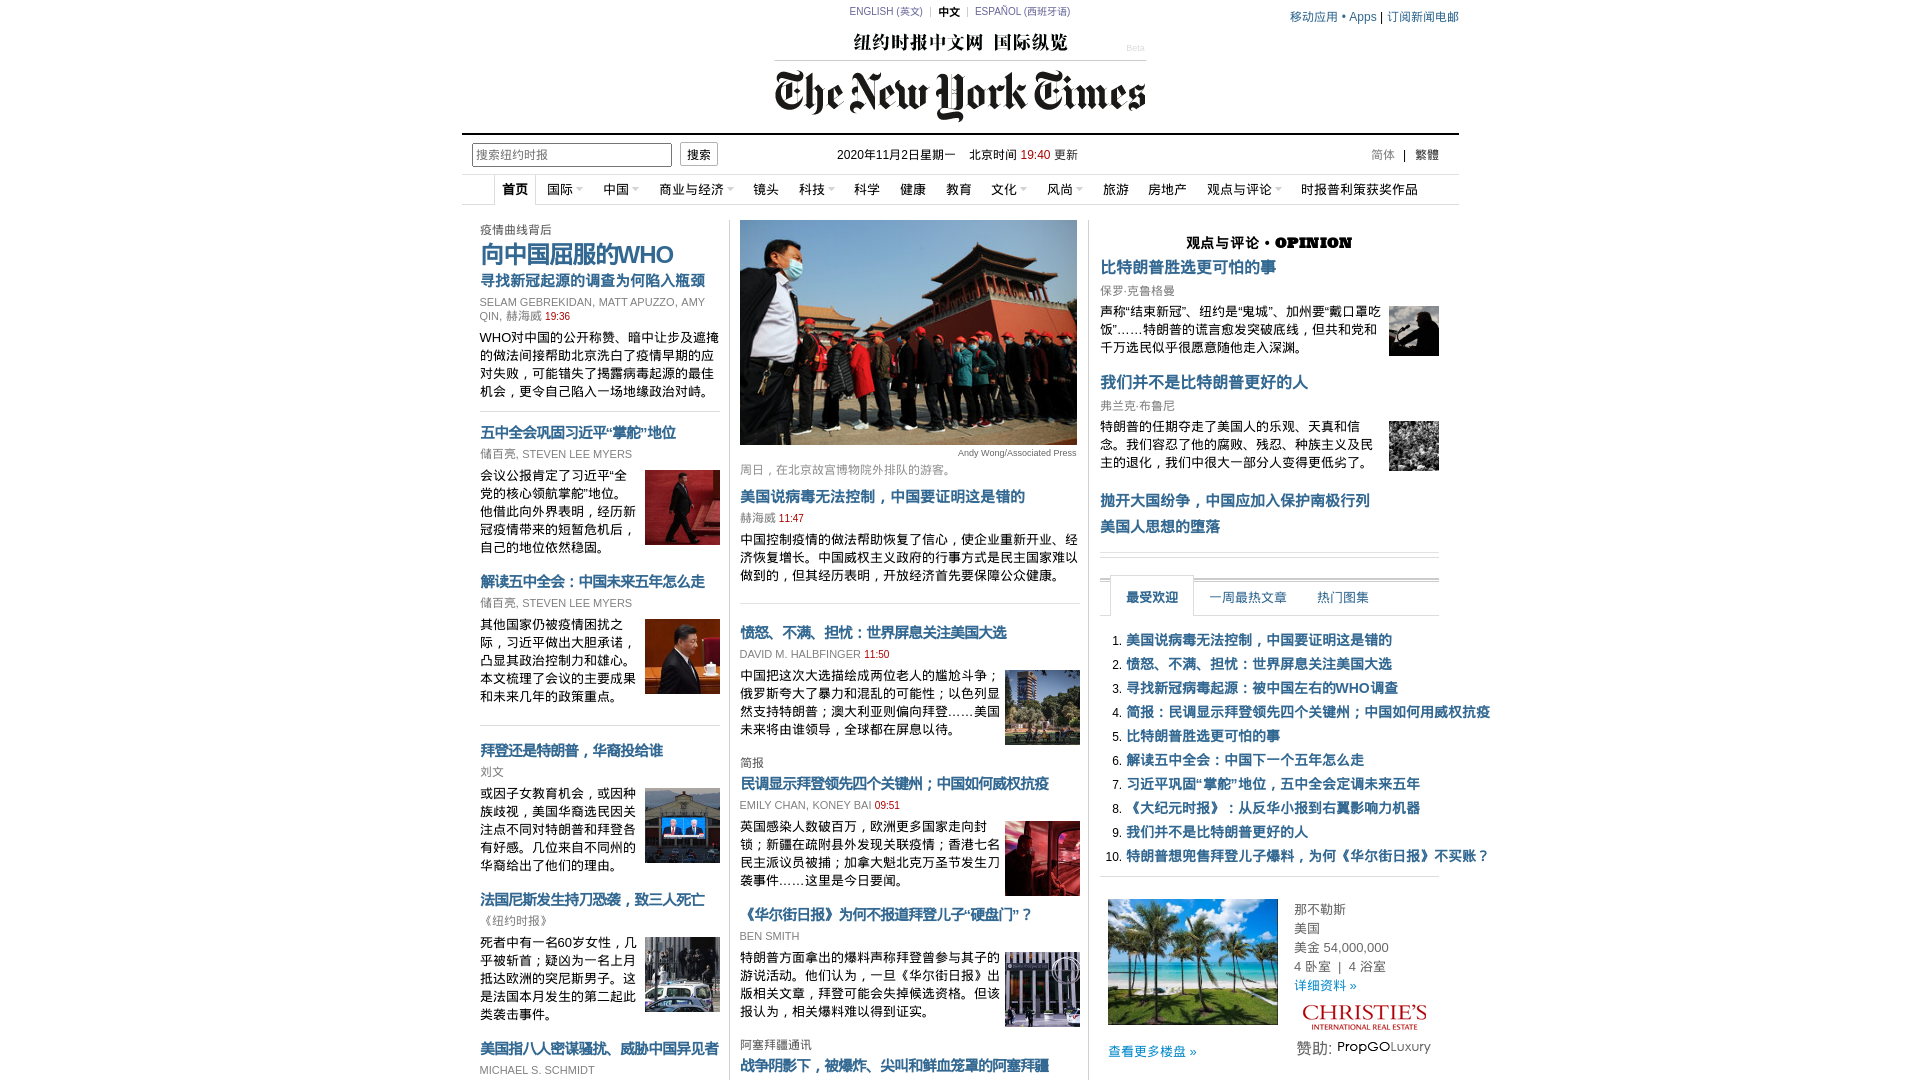 ENGLISH (英文) | 中文 | ESPAÑOL (西班牙语)
移动应用 • Apps | 订阅新闻电邮
纽约时报中文网 国际纵览
Beta
The New York Times
搜索纽约时报 搜索
2020年11月2日星期一 北京时间 19:40 更新
简体 | 繁體
首页 国际 中国 商业与经济 镜头 科技 科学 健康 教育 文化 风尚 旅游 房地产 观点与评论 时报普利策获奖作品
疫情曲线背后
向中国屈服的WHO
寻找新冠起源的调查为何陷入瓶颈
SELAM GEBREKIDAN, MATT APUZZO, AMY
QIN, 赫海威 19:36
WHO对中国的公开称赞、暗中让步及遮掩
的做法间接帮助北京洗白了疫情早期的应
对失败，可能错失了揭露病毒起源的最佳
机会，更令自己陷入一场地缘政治对峙。
五中全会巩固习近平“掌舵”地位
储百亮, STEVEN LEE MYERS
会议公报肯定了习近平“全
党的核心领航掌舵”地位。
他借此向外界表明，经历新
冠疫情带来的短暂危机后，
自己的地位依然稳固。
解读五中全会：中国未来五年怎么走
储百亮, STEVEN LEE MYERS
其他国家仍被疫情困扰之
际，习近平做出大胆承诺，
凸显其政治控制力和雄心。
本文梳理了会议的主要成果
和未来几年的政策重点。
拜登还是特朗普，华裔投给谁
刘文
或因子女教育机会，或因种
族歧视，美国华裔选民因关
注点不同对特朗普和拜登各
有好感。几位来自不同州的
华裔给出了他们的理由。
法国尼斯发生持刀恐袭，致三人死亡
《纽约时报》
死者中有一名60岁女性，几
乎被斩首；疑凶为一名上月
抵达欧洲的突尼斯男子。这
是法国本月发生的第二起此
类袭击事件。
美国指八人密谋骚扰、威胁中国异见者
MICHAEL S. SCHMIDT
Andy Wong/Associated Press
周日，在北京故宫博物院外排队的游客。
美国说病毒无法控制，中国要证明这是错的
赫海威 11:47
中国控制疫情的做法帮助恢复了信心，使企业重新开业、经
济恢复增长。中国威权主义政府的行事方式是民主国家难以
做到的，但其经历表明，开放经济首先要保障公众健康。
愤怒、不满、担忧：世界屏息关注美国大选
DAVID M. HALBFINGER 11:50
中国把这次大选描绘成两位老人的尴尬斗争；
俄罗斯夸大了暴力和混乱的可能性；以色列显
然支持特朗普；澳大利亚则偏向拜登……美国
未来将由谁领导，全球都在屏息以待。
简报
民调显示拜登领先四个关键州；中国如何威权抗疫
EMILY CHAN, KONEY BAI 09:51
英国感染人数破百万，欧洲更多国家走向封
锁；新疆在疏附县外发现关联疫情；香港七名
民主派议员被捕；加拿大魁北克万圣节发生刀
袭事件……这里是今日要闻。
《华尔街日报》为何不报道拜登儿子“硬盘门”？
BEN SMITH
特朗普方面拿出的爆料声称拜登曾参与其子的
游说活动。他们认为，一旦《华尔街日报》出
版相关文章，拜登可能会失掉候选资格。但该
报认为，相关爆料难以得到证实。
阿塞拜疆通讯
战争阴影下，被爆炸、尖叫和鲜血笼罩的阿塞拜疆
观点与评论 • OPINION
比特朗普胜选更可怕的事
保罗·克鲁格曼
声称“结束新冠”、纽约是“鬼城”、加州要“戴口罩吃
饭”……特朗普的谎言愈发突破底线，但共和党和
千万选民似乎很愿意随他走入深渊。
我们并不是比特朗普更好的人
弗兰克·布鲁尼
特朗普的任期夺走了美国人的乐观、天真和信
念。我们容忍了他的腐败、残忍、种族主义及民
主的退化，我们中很大一部分人变得更低劣了。
抛开大国纷争，中国应加入保护南极行列
美国人思想的堕落
最受欢迎 一周最热文章 热门图集
1. 美国说病毒无法控制，中国要证明这是错的
2. 愤怒、不满、担忧：世界屏息关注美国大选
3. 寻找新冠病毒起源：被中国左右的WHO调查
4. 简报：民调显示拜登领先四个关键州；中国如何用威权抗疫
5. 比特朗普胜选更可怕的事
6. 解读五中全会：中国下一个五年怎么走
7. 习近平巩固“掌舵”地位，五中全会定调未来五年
8. 《大纪元时报》：从反华小报到右翼影响力机器
9. 我们并不是比特朗普更好的人
10. 特朗普想兜售拜登儿子爆料，为何《华尔街日报》不买账？
那不勒斯
美国
美金 54,000,000
4 卧室 | 4 浴室
详细资料 »
CHRISTIE'S
INTERNATIONAL REAL ESTATE
查看更多楼盘 »
赞助: PropGOLuxury